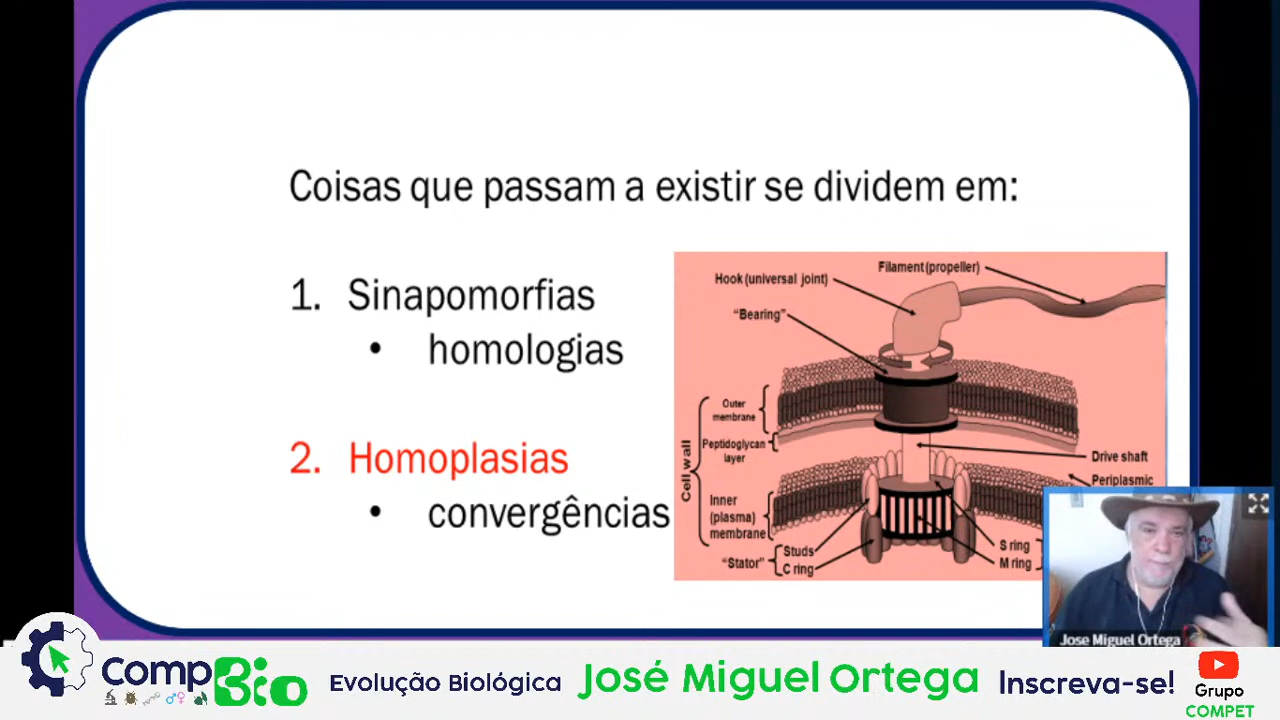 Coisas que passam a existir se dividem em:
1. Sinapomorfias
• homologias
2. Homoplasias
• convergências
Filament (propeller)
Hook (universal joint)
"Bearing"
Outer
membrane
Peptidoglycan
layer
Cell wall
Inner
(plasma)
membrane
"Stator"
Studs
C ring
Drive shaft
Periplasmic
S ring
M ring
Jose Miguel Ortega
CompBio
Evolução Biológica
José Miguel Ortega
Inscreva-se!
Grupo
COMPET